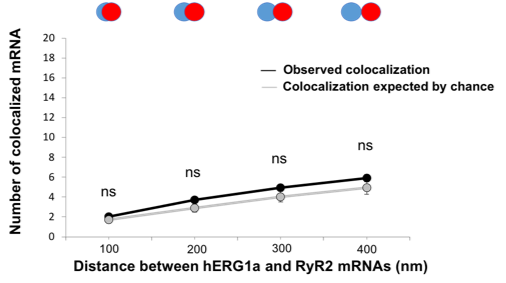 Number of colocalized mRNA
20
18
16
14
12
10
8
6
4
2
0
Observed colocalization
Colocalization expected by chance
ns
ns
ns
ns
100 200 300 400
Distance between hERG1a and RyR2 mRNAs (nm)